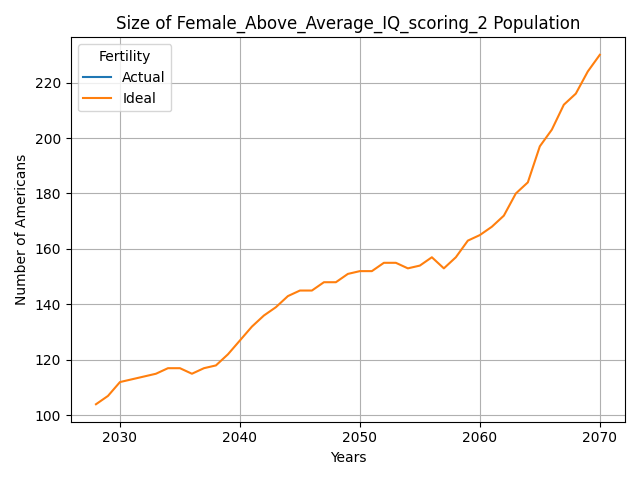 Size of Female_Above_Average_IQ_scoring_2 Population
Fertility
Actual
Ideal
Number of Americans
220
200
180
160
140
120
100
2030 2040 2050 2060 2070
Years